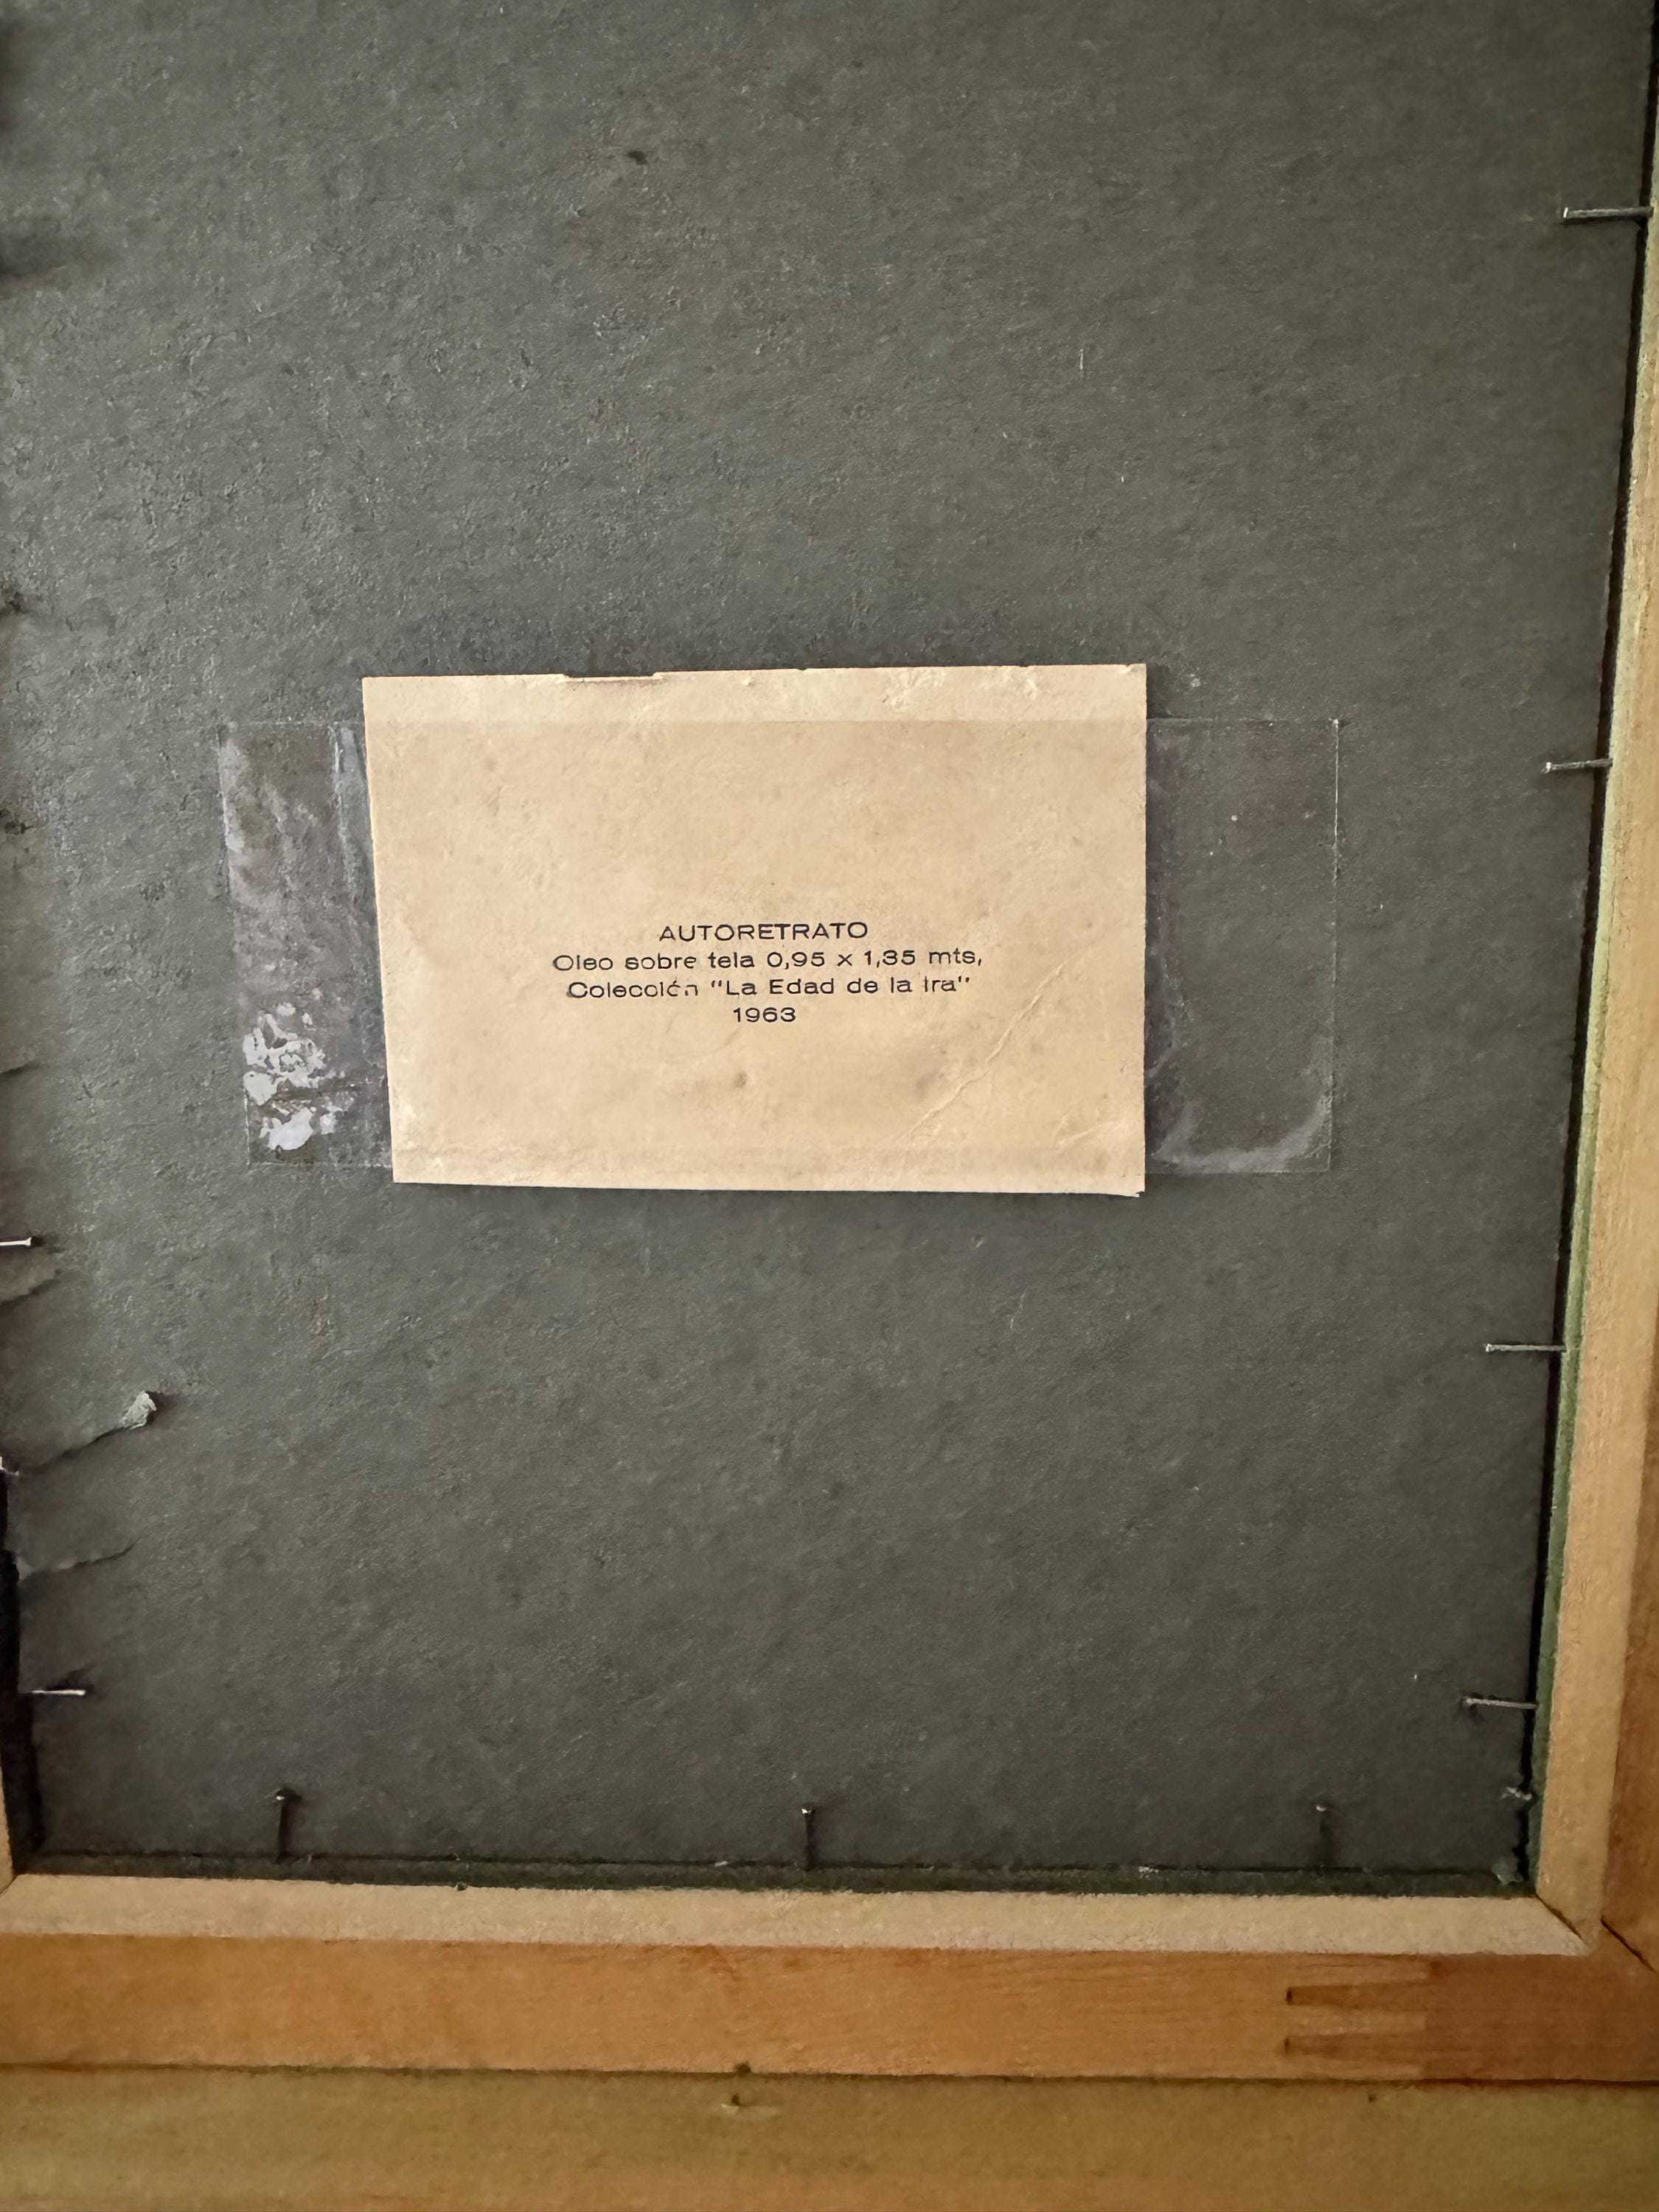 AUTORETRATO
Oleo sobre tela 0,95 x 1,35 mts,
Colección "La Edad de la Ira"
1963